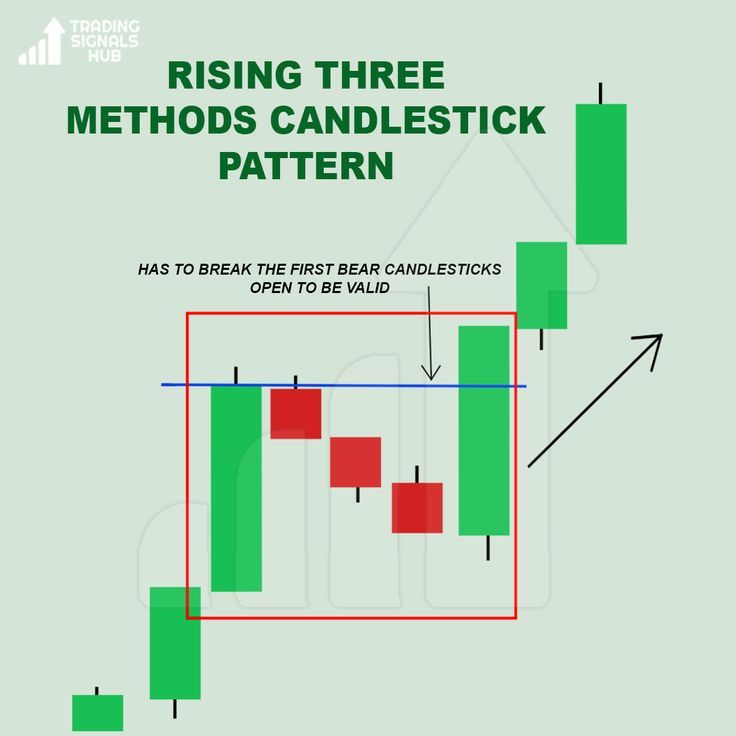 TRADING
SIGNALS
HUB
RISING THREE
METHODS CANDLESTICK
PATTERN
HAS TO BREAK THE FIRST BEAR CANDLESTICKS
OPEN TO BE VALID